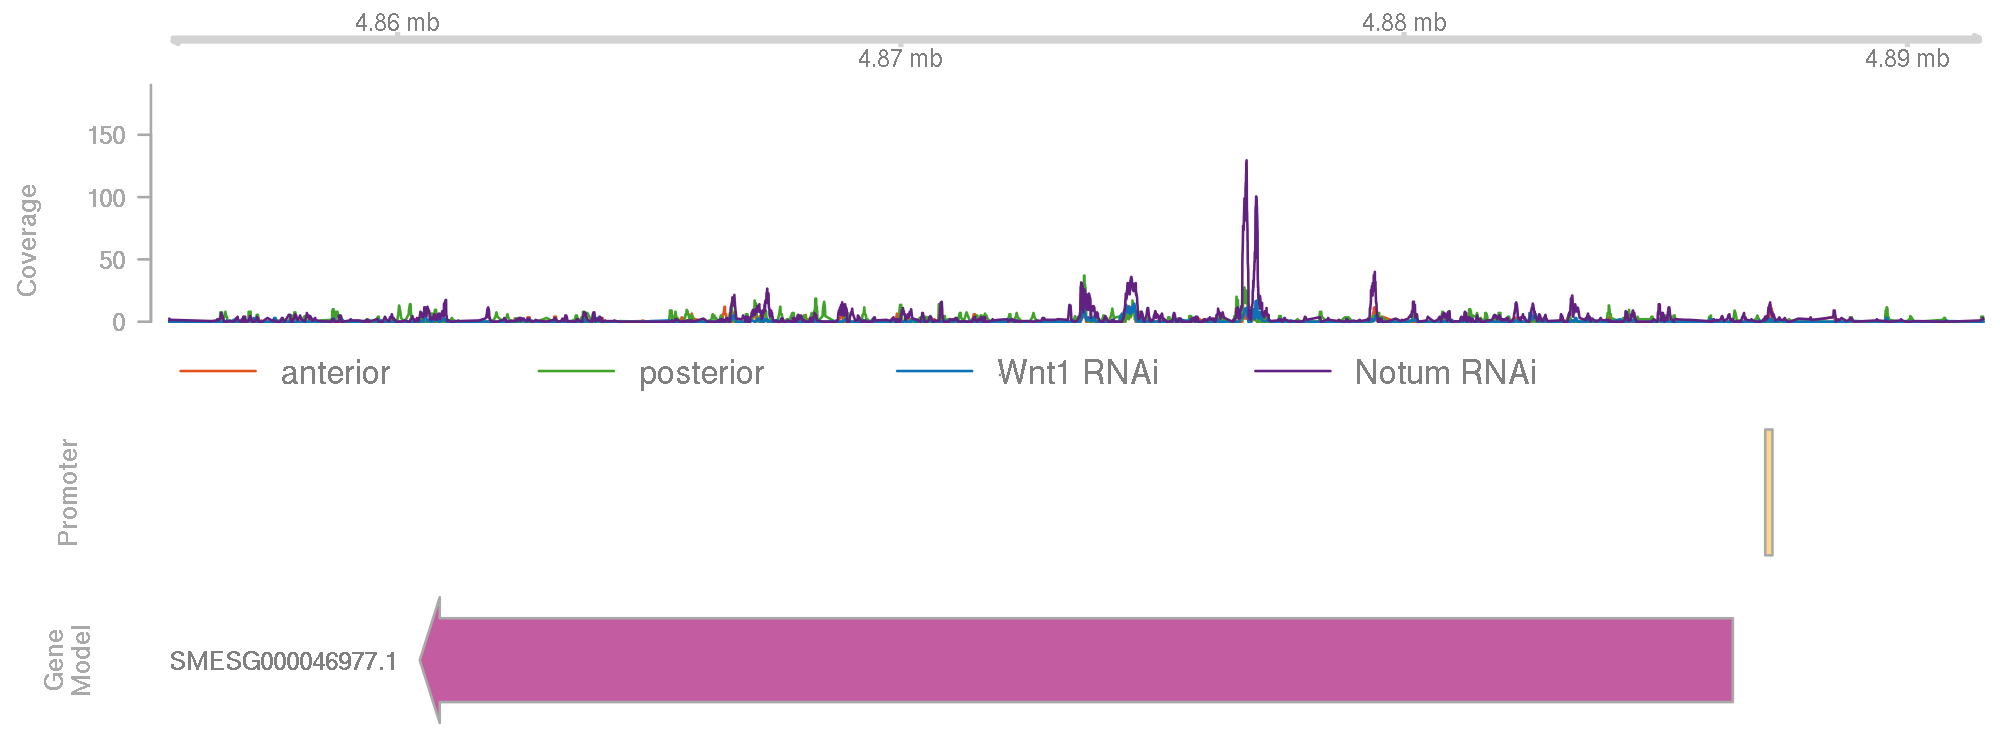 4.86 mb
4.88 mb
4.87 mb
4.89 mb
Coverage
150
100
50
0
anterior
posterior
Wnt1 RNAi
Notum RNAi
Promoter
Gene
Model
SMESG000046977.1